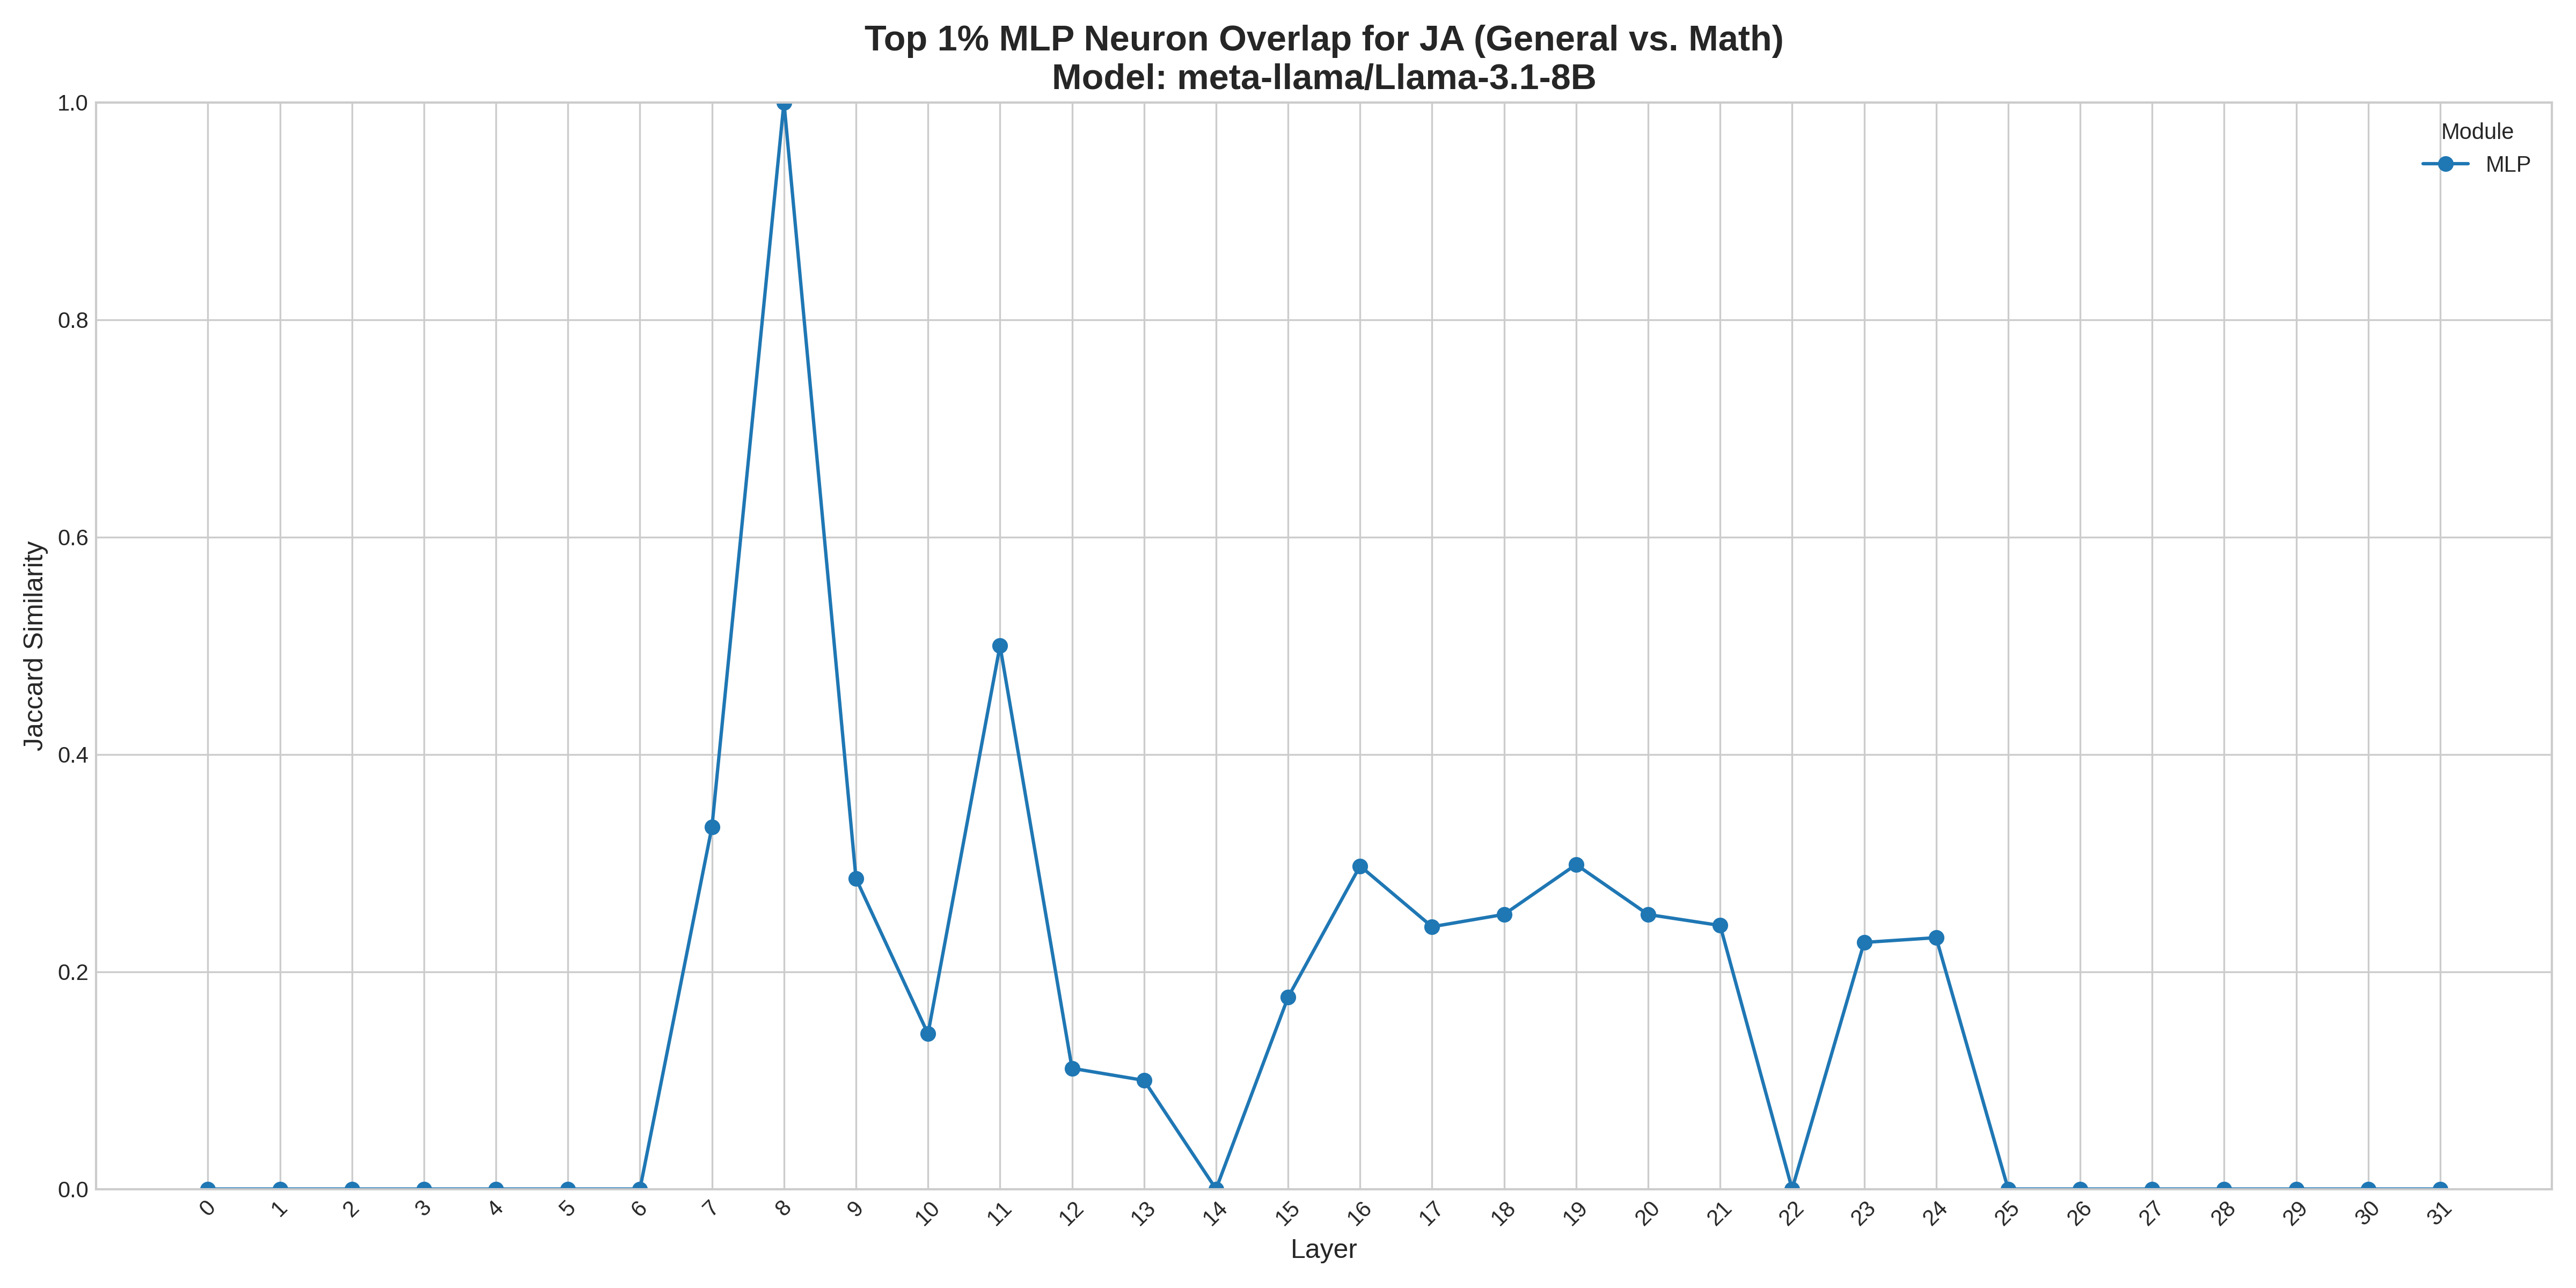 Top 1% MLP Neuron Overlap for JA (General vs. Math)
Model: meta-llama/Llama-3.1-8B
Module
MLP
Jaccard Similarity
1.0
0.8
0.6
0.4
0.2
0.0
0 1 2 3 4 5 6 7 8 9 10 11 12 13 14 15 16 17 18 19 20 21 22 23 24 25 26 27 28 29 30 31
Layer